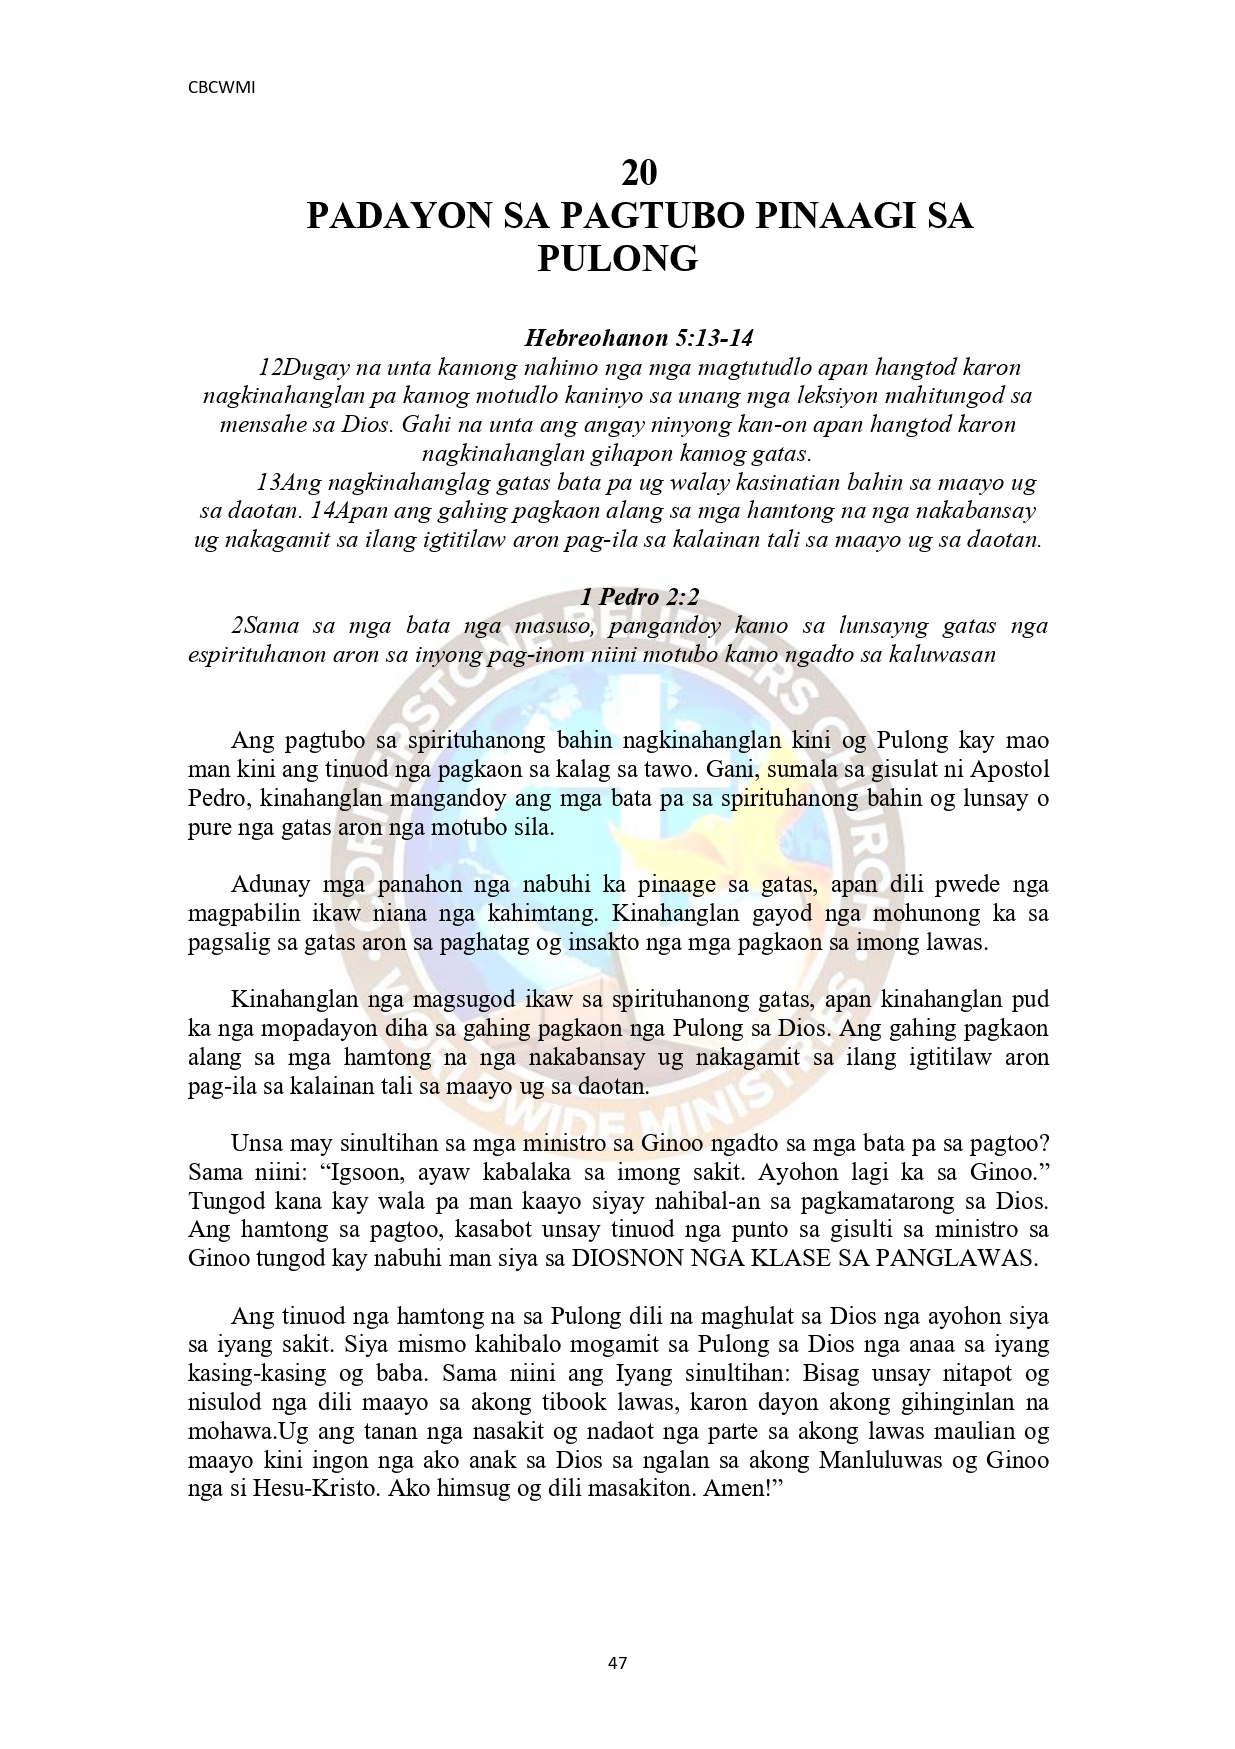 CBCWMI
20
PADAYON SA PAGTUBO PINAAGI SA
PULONG
Hebreohanon 5:13-14
12Dugay na unta kamong nahimo nga mga magtutudlo apan hangtod karon
nagkinahanglan pa kamog motudlo kaninyo sa unang mga leksiyon mahitungod sa
mensahe sa Dios. Gahi na unta ang angay ninyong kan-on apan hangtod karon
nagkinahanglan gihapon kamog gatas.
13Ang nagkinahanglag gatas bata pa ug walay kasinatian bahin sa maayo ug
sa daotan. 14Apan ang gahing pagkaon alang sa mga hamtong na nga nakabansay
ug nakagamit sa ilang igtitilaw aron pag-ila sa kalainan tali sa maayo ug sa daotan.
1 Pedro 2:2
2Sama sa mga bata nga masuso, pangandoy kamo sa lunsayng gatas nga
espirituhanon aron sa inyong pag-inom niini motubo kamo ngadto sa kaluwasan
Ang pagtubo sa spirituhanong bahin nagkinahanglan kini og Pulong kay mao
man kini ang tinuod nga pagkaon sa kalag sa tawo. Gani, sumala sa gisulat ni Apostol
Pedro, kinahanglan mangandoy ang mga bata pa sa spirituhanong bahin og lunsay o
pure nga gatas aron nga motubo sila.
Adunay mga panahon nga nabuhi ka pinaage sa gatas, apan dili pwede nga
magpabilin ikaw niana nga kahimtang. Kinahanglan gayod nga mohunong ka sa
pagsalig sa gatas aron sa paghatag og insakto nga mga pagkaon sa imong lawas.
Kinahanglan nga magsugod ikaw sa spirituhanong gatas, apan kinahanglan pud
ka nga mopadayon diha sa gahing pagkaon nga Pulong sa Dios. Ang gahing pagkaon
alang sa mga hamtong na nga nakabansay ug nakagamit sa ilang igtitilaw aron
pag-ila sa kalainan tali sa maayo ug sa daotan.
Unsa may sinultihan sa mga ministro sa Ginoo ngadto sa mga bata pa sa pagtoo?
Sama niini: “Igsoon, ayaw kabalaka sa imong sakit. Ayohon lagi ka sa Ginoo.”
Tungod kana kay wala pa man kaayo siyay nahibal-an sa pagkamatarong sa Dios.
Ang hamtong sa pagtoo, kasabot unsay tinuod nga punto sa gisulti sa ministro sa
Ginoo tungod kay nabuhi man siya sa DIOSNON NGA KLASE SA PANGLAWAS.
Ang tinuod nga hamtong na sa Pulong dili na maghulat sa Dios nga ayohon siya
sa iyang sakit. Siya mismo kahibalo mogamit sa Pulong sa Dios nga anaa sa iyang
kasing-kasing og baba. Sama niini ang Iyang sinultihan: Bisag unsay nitapot og
nisulod nga dili maayo sa akong tibook lawas, karon dayon akong gihinginlan na
mohawa.Ug ang tanan nga nasakit og nadaot nga parte sa akong lawas maulian og
maayo kini ingon nga ako anak sa Dios sa ngalan sa akong Manluluwas og Ginoo
nga si Hesu-Kristo. Ako himsug og dili masakiton. Amen!”
CORNERSTONE BELIEVERS CHURCH
WORLDWIDE MINISTRIES
47